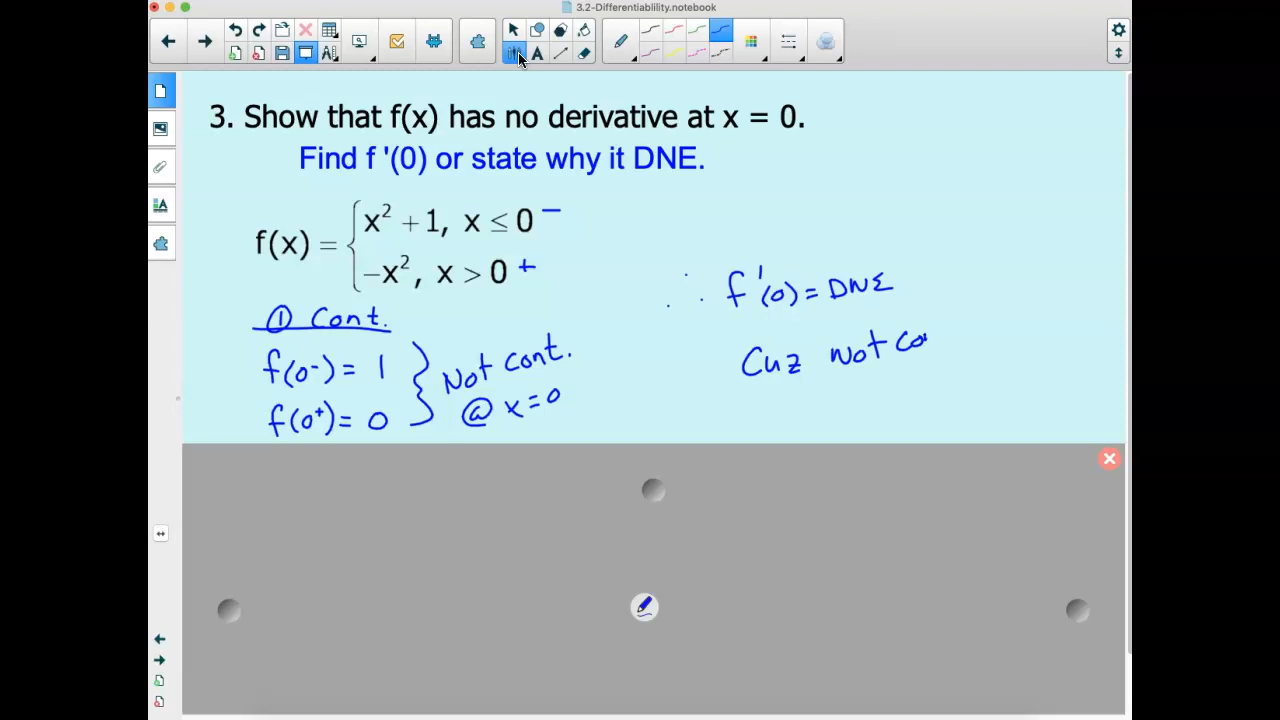 3.2-Differentiablility.notebook
3. Show that f(x) has no derivative at x = 0.
Find f '(0) or state why it DNE.
f(x) = { x² + 1, x ≤ 0 −
−x², x > 0 +
① Cont.
f(0⁻) = 1
f(0⁺) = 0
} Not cont.
@ x = 0
∴ f'(0) = DNE
Cuz Not co